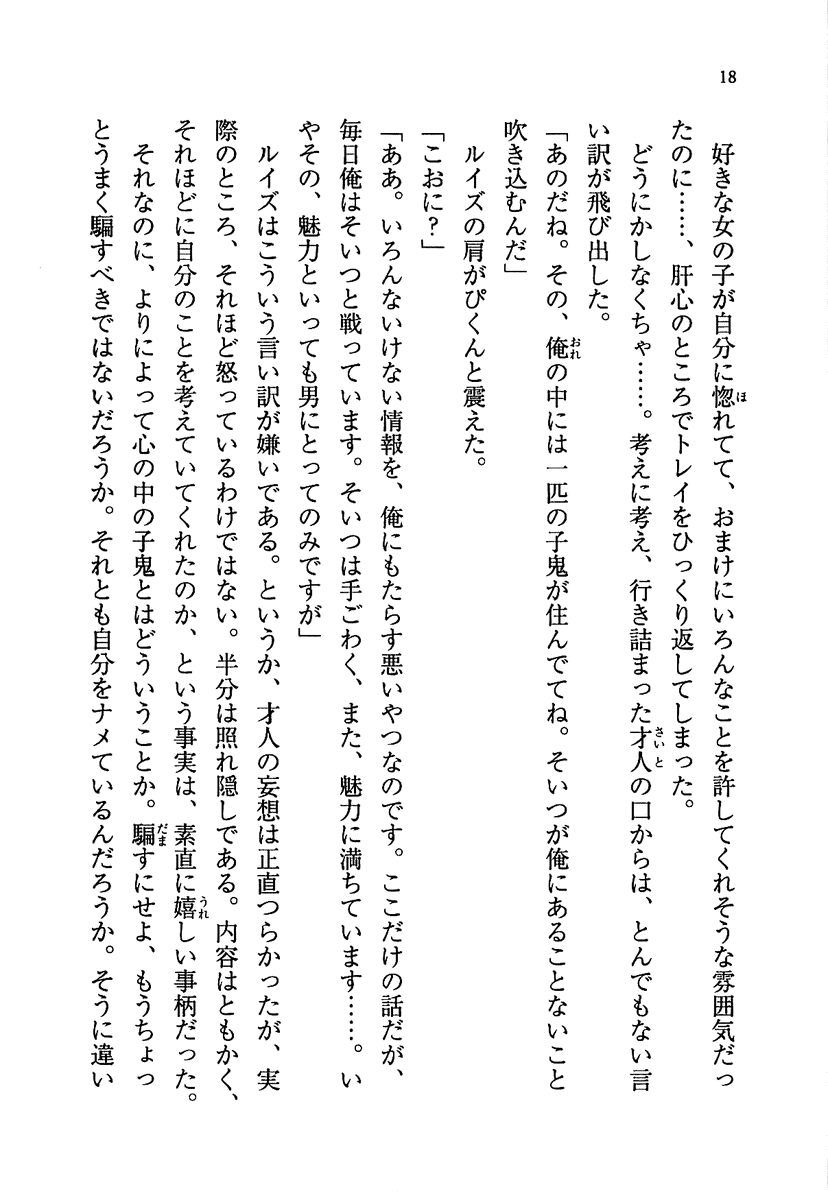 18
　好きな女の子が自分に惚れてて、おまけにいろんなことを許してくれそうな雰囲気だっ
たのに……、肝心のところでトレイをひっくり返してしまった。
　どうにかしなくちゃ……。考えに考え、行き詰まった才人の口からは、とんでもない言
い訳が飛び出した。
「あのだね。その、俺の中には一匹の子鬼が住んでてね。そいつが俺にあることないこと
吹き込むんだ」
　ルイズの肩がぴくんと震えた。
「こおに？」
「ああ。いろんないけない情報を、俺にもたらす悪いやつなのです。ここだけの話だが、
毎日俺はそいつと戦っています。そいつは手ごわく、また、魅力に満ちています……。い
やその、魅力といっても男にとってのみですが」
　ルイズはこういう言い訳が嫌いである。というか、才人の妄想は正直つらかったが、実
際のところ、それほど怒っているわけではない。半分は照れ隠しである。内容はともかく、
それほどに自分のことを考えていてくれたのか、という事実は、素直に嬉しい事柄だった。
　それなのに、よりによって心の中の子鬼とはどういうことか。騙すにせよ、もうちょっ
とうまく騙すべきではないだろうか。それとも自分をナメているんだろうか。そうに違い